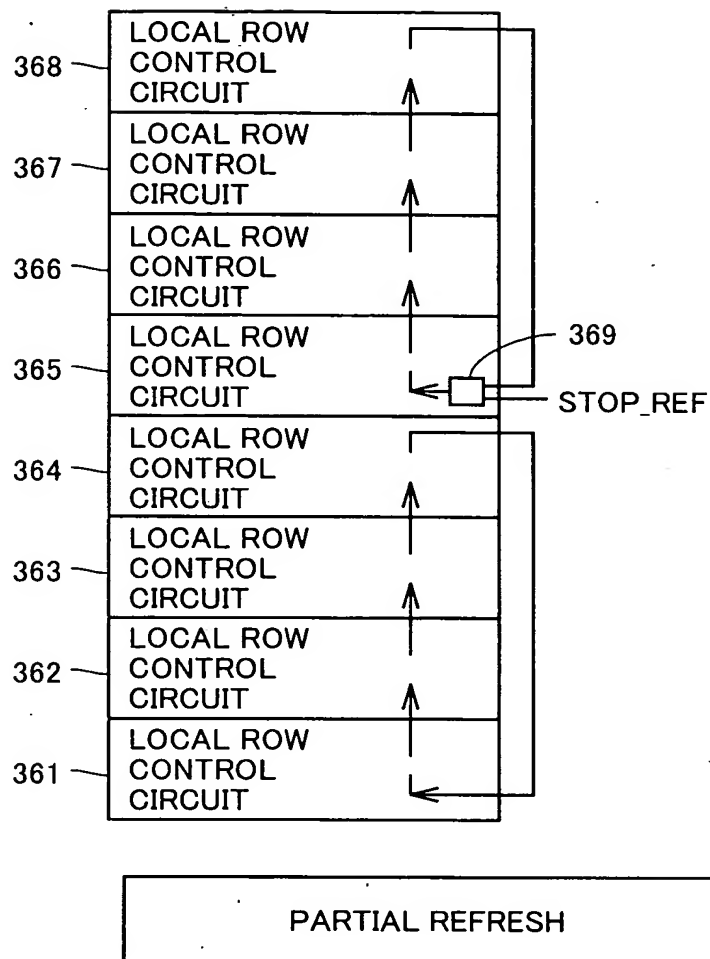 368
LOCAL ROW
CONTROL
CIRCUIT
367
LOCAL ROW
CONTROL
CIRCUIT
366
LOCAL ROW
CONTROL
CIRCUIT
365
LOCAL ROW
CONTROL
CIRCUIT
369
STOP_REF
364
LOCAL ROW
CONTROL
CIRCUIT
363
LOCAL ROW
CONTROL
CIRCUIT
362
LOCAL ROW
CONTROL
CIRCUIT
361
LOCAL ROW
CONTROL
CIRCUIT
PARTIAL REFRESH